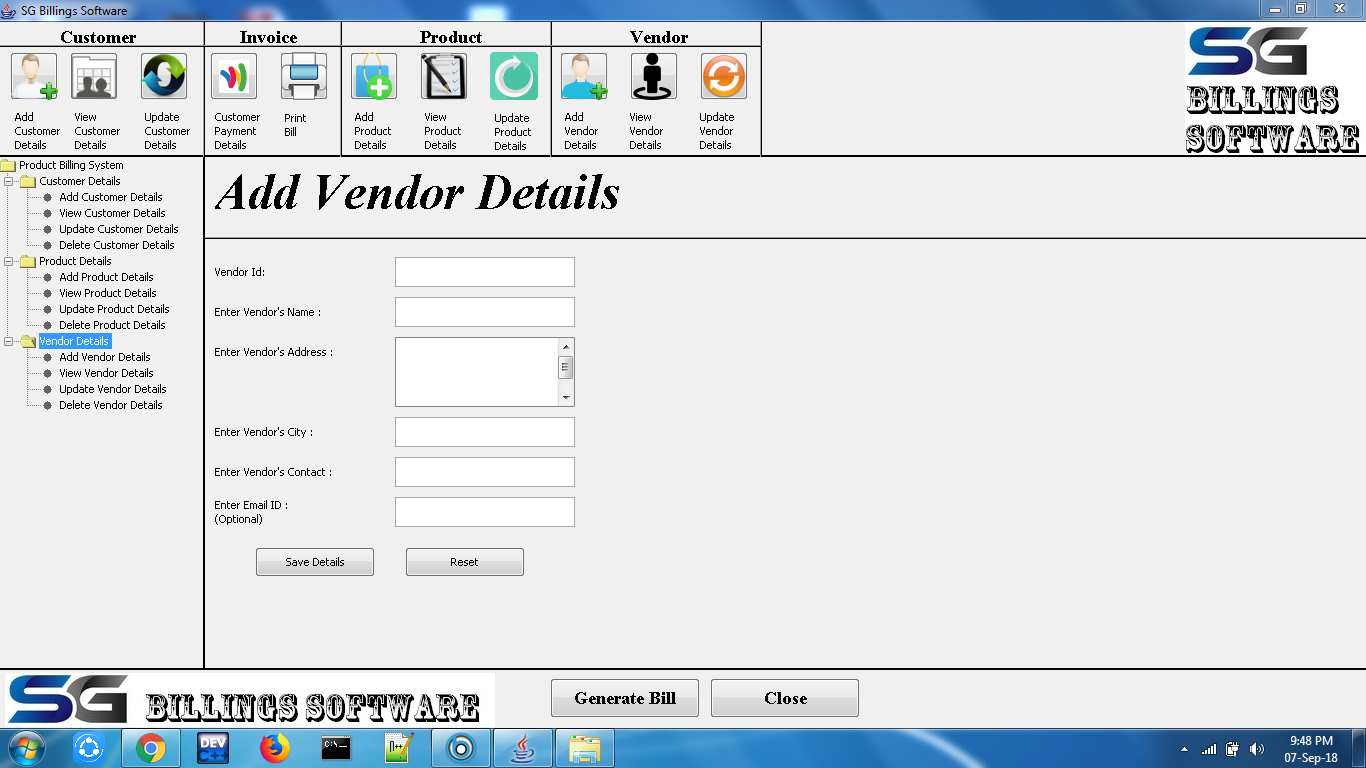 SG Billings Software
Customer
Invoice
Product
Vendor
Add
Customer
Details
View
Customer
Details
Update
Customer
Details
Customer
Payment
Details
Print
Bill
Add
Product
Details
View
Product
Details
Update
Product
Details
Add
Vendor
Details
View
Vendor
Details
Update
Vendor
Details
SG
BILLINGS
SOFTWARE
Product Billing System
Customer Details
Add Customer Details
View Customer Details
Update Customer Details
Delete Customer Details
Product Details
Add Product Details
View Product Details
Update Product Details
Delete Product Details
Vendor Details
Add Vendor Details
View Vendor Details
Update Vendor Details
Delete Vendor Details
Add Vendor Details
Vendor Id:
Enter Vendor's Name :
Enter Vendor's Address :
Enter Vendor's City :
Enter Vendor's Contact :
Enter Email ID :
(Optional)
Save Details
Reset
SG BILLINGS SOFTWARE
Generate Bill
Close
DEV
C++
C:\._
n++
9:48 PM
07-Sep-18